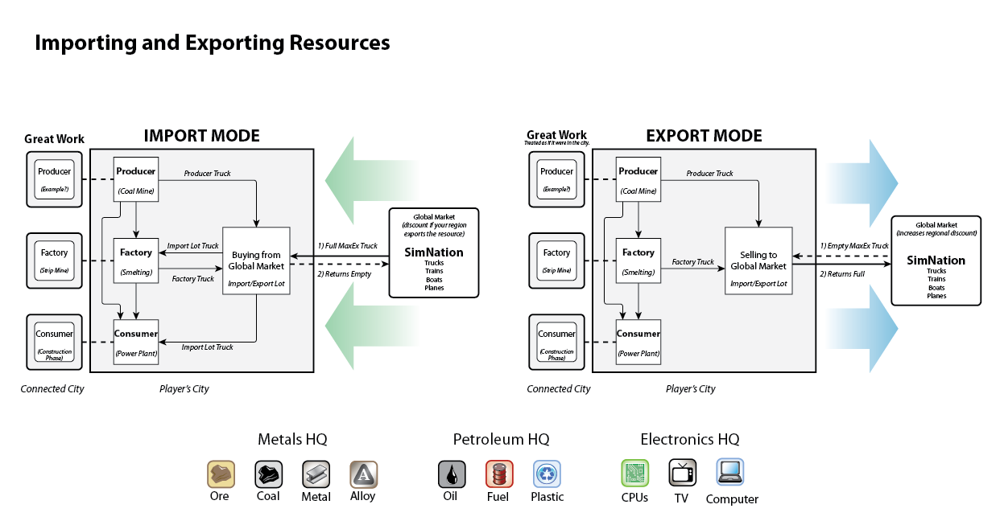 Importing and Exporting Resources
Great Work
IMPORT MODE
Producer
(Example?)
Producer
(Coal Mine)
Producer Truck
Factory
(Strip Mine)
Factory
(Smelting)
Import Lot Truck
Factory Truck
Buying from
Global Market
Import/Export Lot
1) Full MaxEx Truck
2) Returns Empty
Global Market
(discount if your region
exports the resource)
SimNation
Trucks
Trains
Boats
Planes
Consumer
(Construction
Phase)
Consumer
(Power Plant)
Import Lot Truck
Connected City
Player's City
Great Work
Treated as if it were in the city.
EXPORT MODE
Producer
(Example?)
Producer
(Coal Mine)
Producer Truck
Factory
(Strip Mine)
Factory
(Smelting)
Factory Truck
Selling to
Global Market
Import/Export Lot
1) Empty MaxEx Truck
2) Returns Full
Global Market
(increases regional discount)
SimNation
Trucks
Trains
Boats
Planes
Consumer
(Construction
Phase)
Consumer
(Power Plant)
Connected City
Player's City
Metals HQ
Ore
Coal
Metal
A
Alloy
Petroleum HQ
Oil
Fuel
Plastic
Electronics HQ
CPUs
TV
Computer